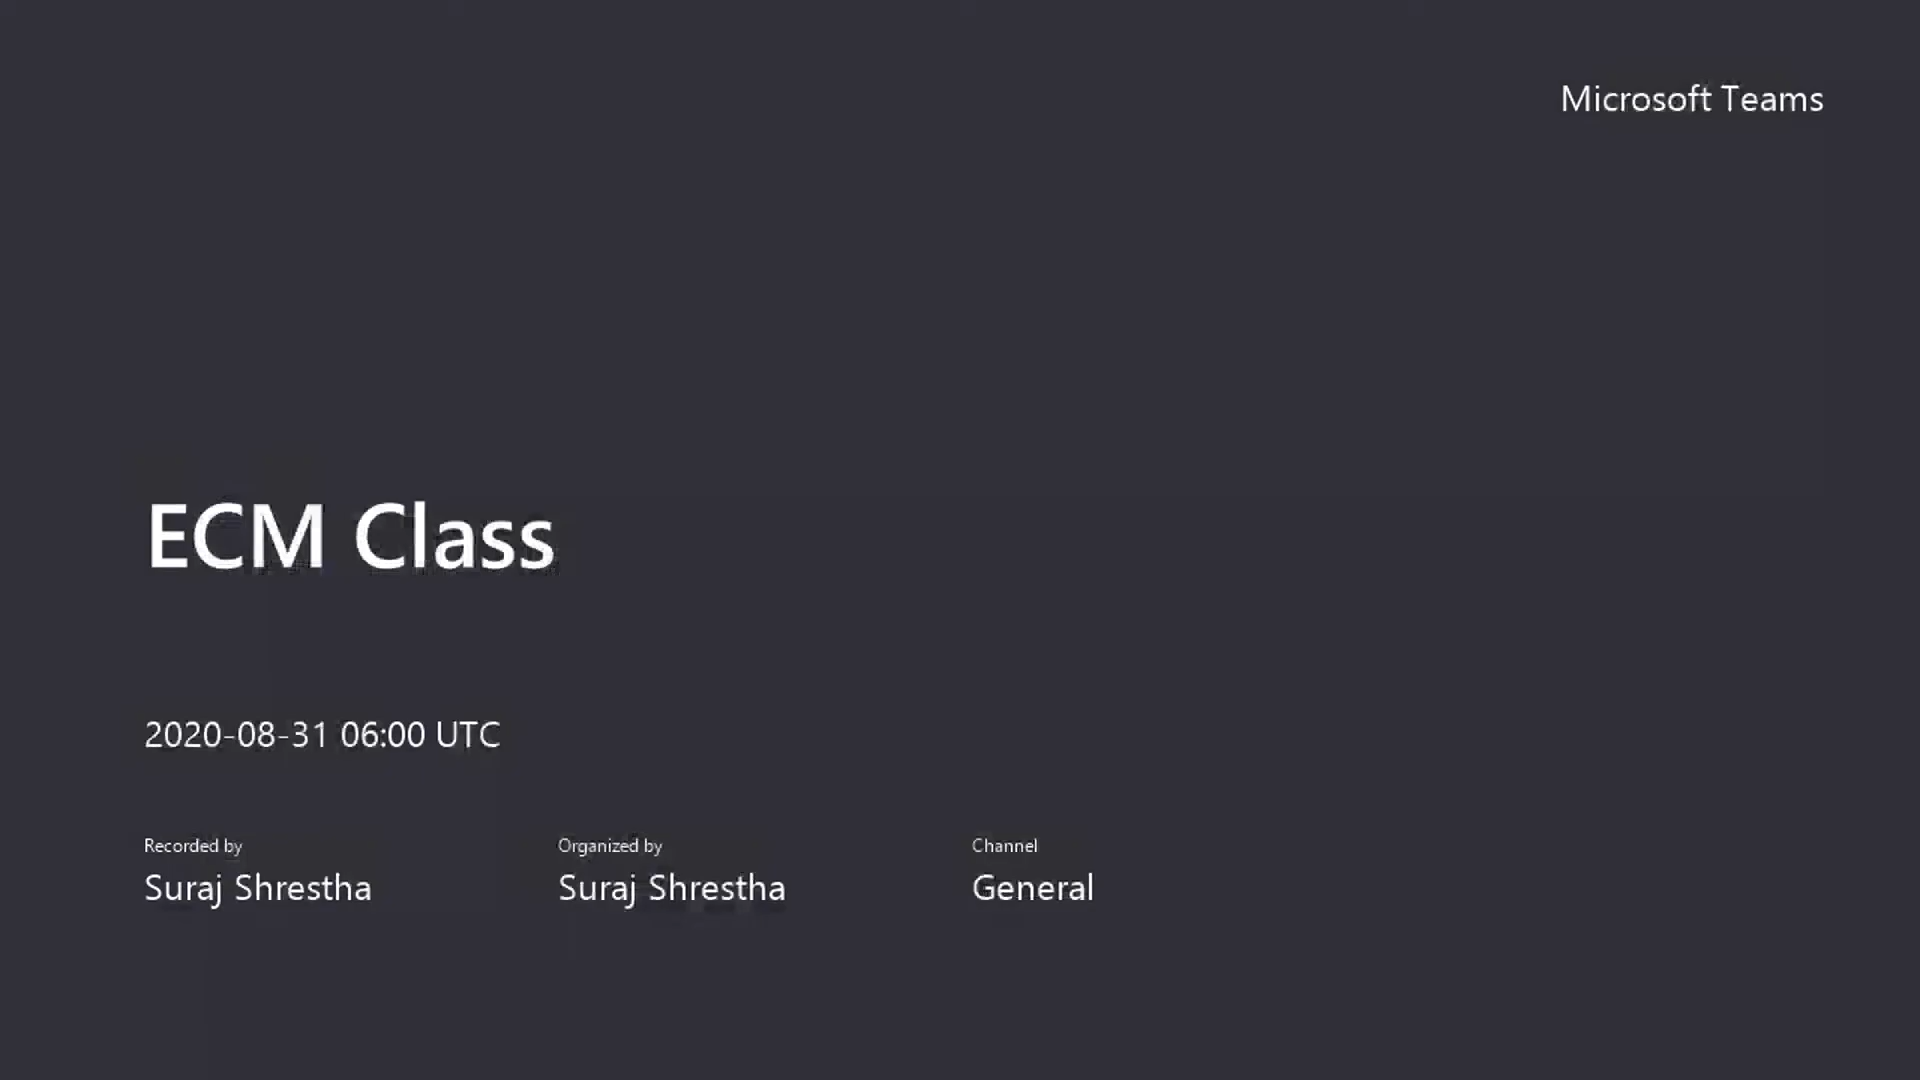 Microsoft Teams
ECM Class
2020-08-31 06:00 UTC
Recorded by
Suraj Shrestha
Organized by
Suraj Shrestha
Channel
General